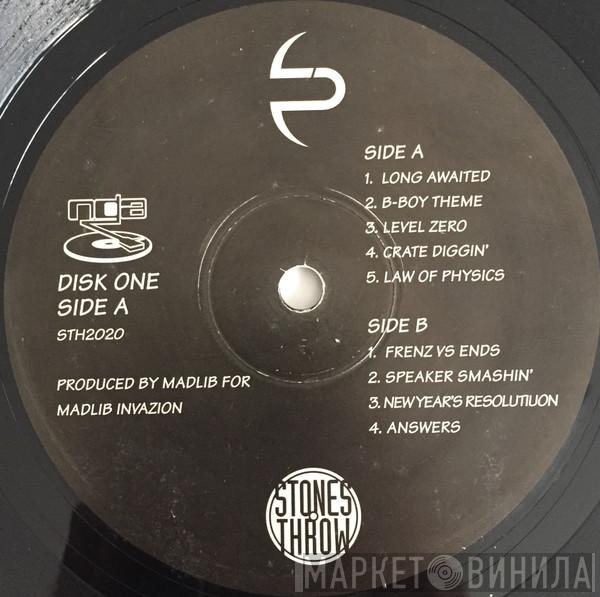 SIDE A
1. LONG AWAITED
2. B-BOY THEME
3. LEVEL ZERO
4. CRATE DIGGIN'
5. LAW OF PHYSICS
SIDE B
1. FRENZ VS ENDS
2. SPEAKER SMASHIN'
3. NEW YEAR'S RESOLUTIUON
4. ANSWERS
DISK ONE
SIDE A
STH2020
PRODUCED BY MADLIB FOR
MADLIB INVAZION
STONES
THROW
МАРКЕТ ВИНИЛА